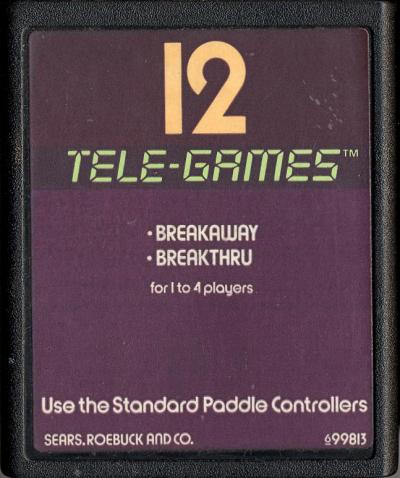 12
TELE-GAMES™
• BREAKAWAY
• BREAKTHRU
for 1 to 4 players
Use the Standard Paddle Controllers
SEARS, ROEBUCK AND CO. 699813